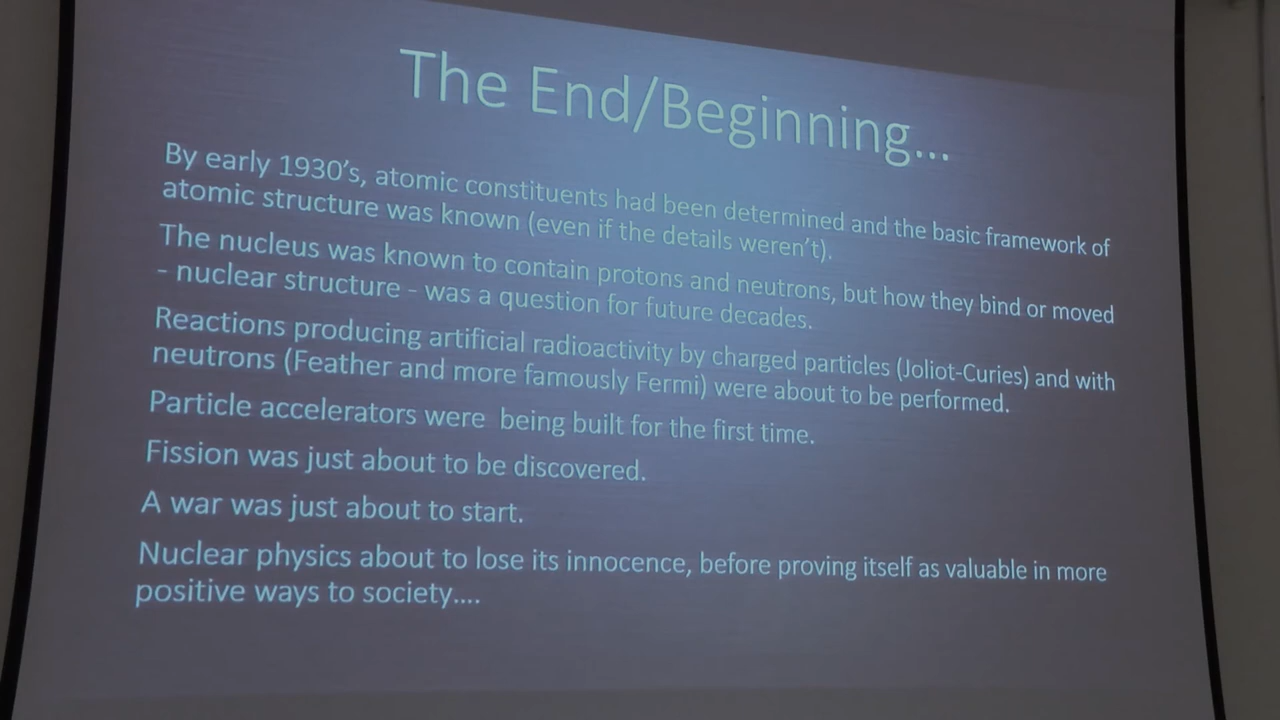 The End/Beginning...
By early 1930's, atomic constituents had been determined and the basic framework of
atomic structure was known (even if the details weren't).
The nucleus was known to contain protons and neutrons, but how they bind or moved
- nuclear structure - was a question for future decades.
Reactions producing artificial radioactivity by charged particles (Joliot-Curies) and with
neutrons (Feather and more famously Fermi) were about to be performed.
Particle accelerators were being built for the first time.
Fission was just about to be discovered.
A war was just about to start.
Nuclear physics about to lose its innocence, before proving itself as valuable in more
positive ways to society....